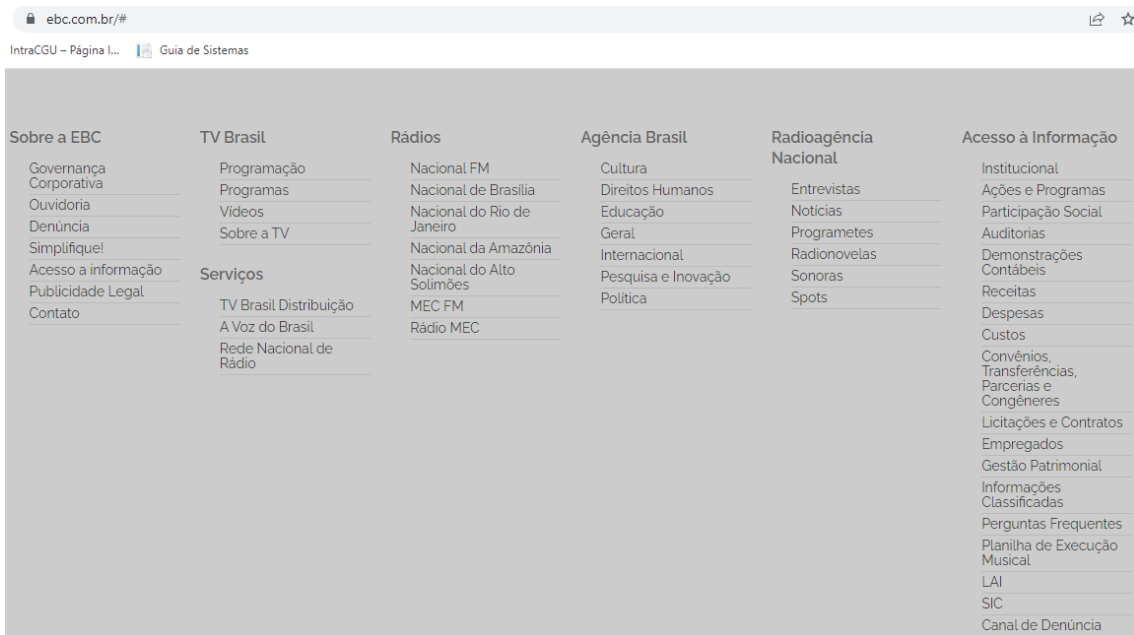 ebc.com.br/#
IntraCGU – Página I...
Guia de Sistemas
Sobre a EBC
Governança
Corporativa
Ouvidoria
Denúncia
Simplifique!
Acesso a informação
Publicidade Legal
Contato
TV Brasil
Programação
Programas
Vídeos
Sobre a TV
Serviços
TV Brasil Distribuição
A Voz do Brasil
Rede Nacional de
Rádio
Rádios
Nacional FM
Nacional de Brasília
Nacional do Rio de
Janeiro
Nacional da Amazônia
Nacional do Alto
Solimões
MEC FM
Rádio MEC
Agência Brasil
Cultura
Direitos Humanos
Educação
Geral
Internacional
Pesquisa e Inovação
Política
Radioagência
Nacional
Entrevistas
Notícias
Programetes
Radionovelas
Sonoras
Spots
Acesso à Informação
Institucional
Ações e Programas
Participação Social
Auditorias
Demonstrações
Contábeis
Receitas
Despesas
Custos
Convênios,
Transferências,
Parcerias e
Congêneres
Licitações e Contratos
Empregados
Gestão Patrimonial
Informações
Classificadas
Perguntas Frequentes
Planilha de Execução
Musical
LAI
SIC
Canal de Denúncia